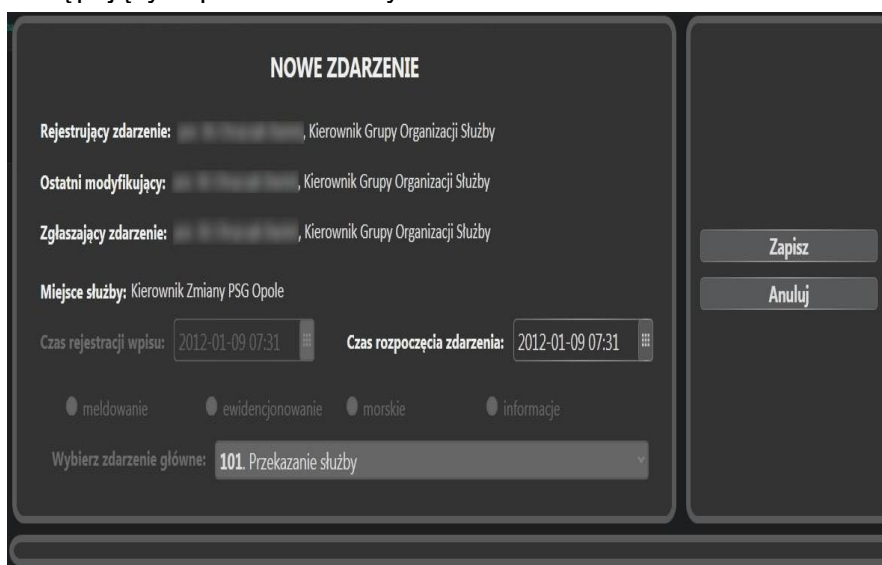 NOWE ZDARZENIE
Rejestrujący zdarzenie: , Kierownik Grupy Organizacji Służby
Ostatni modyfikujący: , Kierownik Grupy Organizacji Służby
Zgłaszający zdarzenie: , Kierownik Grupy Organizacji Służby
Miejsce służby: Kierownik Zmiany PSG Opole
Czas rejestracji wpisu: 2012-01-09 07:31 Czas rozpoczęcia zdarzenia: 2012-01-09 07:31
meldowanie ewidencjonowanie morskie informacje
Wybierz zdarzenie główne: 101. Przekazanie służby
Zapisz
Anuluj